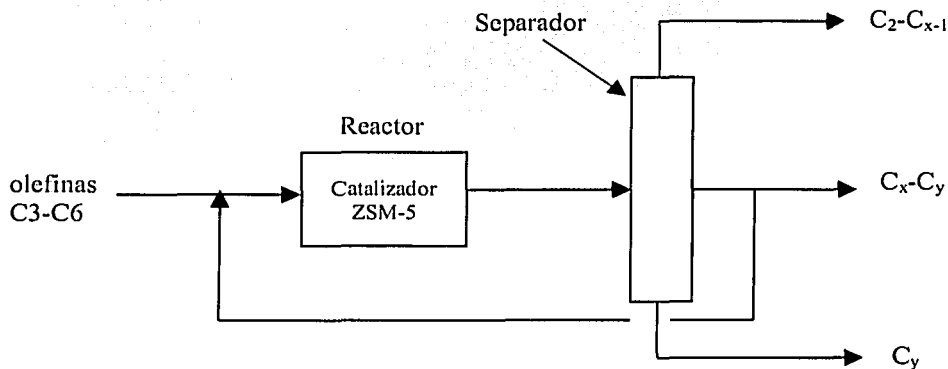 Separador
C2-Cx-1
Reactor
olefinas
C3-C6
Catalizador
ZSM-5
Cx-Cy
Cy